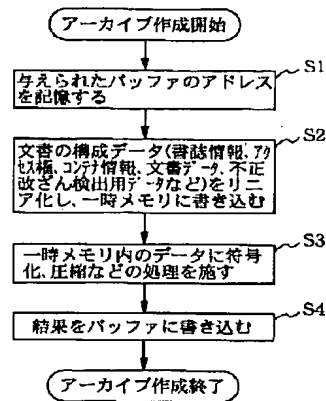 アーカイブ作成開始
S1
与えられたバッファのアドレス
を記憶する
S2
文書の構成データ(書誌情報、アク
セス権、コンテナ情報、文書データ、不正
改ざん検出用データなど)をリニ
ア化し、一時メモリに書き込む
S3
一時メモリ内のデータに符号
化、圧縮などの処理を施す
S4
結果をバッファに書き込む
アーカイブ作成終了